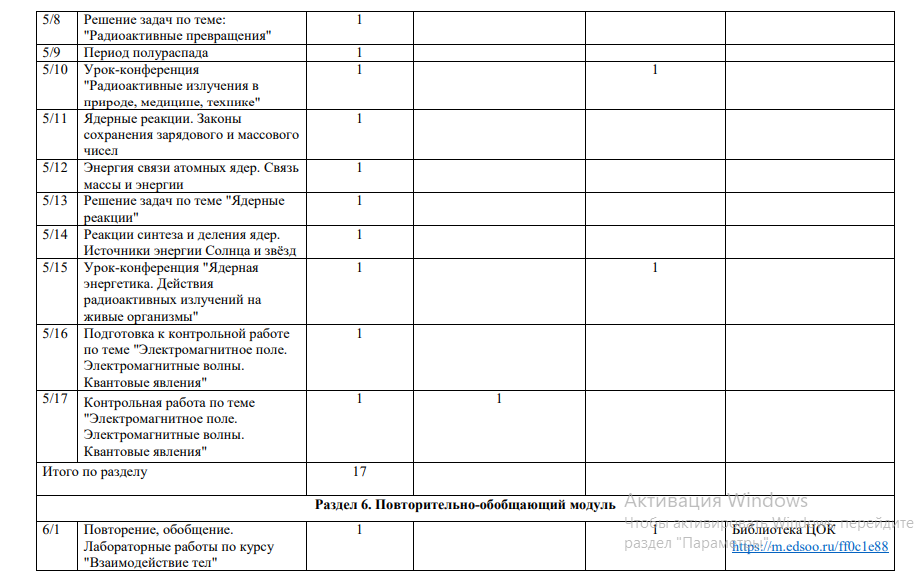 5/8 Решение задач по теме: 1
"Радиоактивные превращения"
5/9 Период полураспада 1
5/10 Урок-конференция 1 1
"Радиоактивные излучения в
природе, медицине, технике"
5/11 Ядерные реакции. Законы 1
сохранения зарядового и массового
чисел
5/12 Энергия связи атомных ядер. Связь 1
массы и энергии
5/13 Решение задач по теме "Ядерные 1
реакции"
5/14 Реакции синтеза и деления ядер. 1
Источники энергии Солнца и звёзд
5/15 Урок-конференция "Ядерная 1 1
энергетика. Действия
радиоактивных излучений на
живые организмы"
5/16 Подготовка к контрольной работе 1
по теме "Электромагнитное поле.
Электромагнитные волны.
Квантовые явления"
5/17 Контрольная работа по теме 1 1
"Электромагнитное поле.
Электромагнитные волны.
Квантовые явления"
Итого по разделу 17
Раздел 6. Повторительно-обобщающий модуль
Активация Windows
Чтобы активировать Windows, перейдите
раздел "Параметры".
6/1 Повторение, обобщение. 1 1 Библиотека ЦОК
Лабораторные работы по курсу https://m.edsoo.ru/ff0c1e88
"Взаимодействие тел"